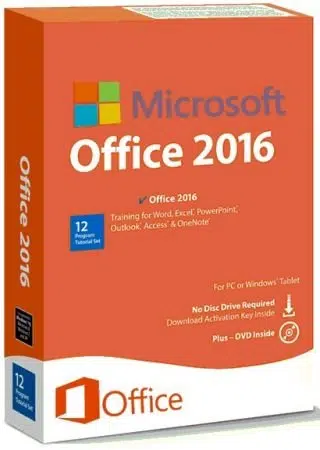 Microsoft
Office 2016
✓ Office 2016
Training for Word, Excel, PowerPoint,
Outlook, Access & OneNote
12
Program
Tutorial Set
For PC or Windows Tablet
No Disc Drive Required
Download Activation Key Inside
Plus – DVD Inside
Office
Office 2016
12
Program
Tutorial Set